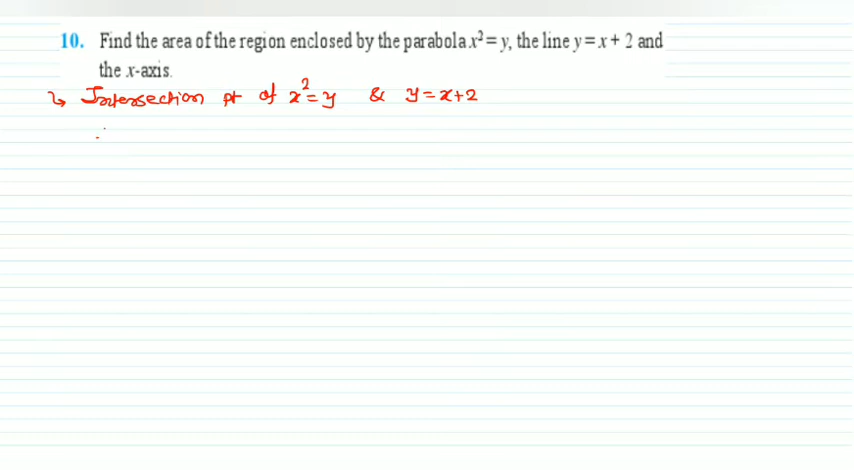 10. Find the area of the region enclosed by the parabola x² = y, the line y = x + 2 and
the x-axis.
↳ Intersection pt of x² = y & y = x+2